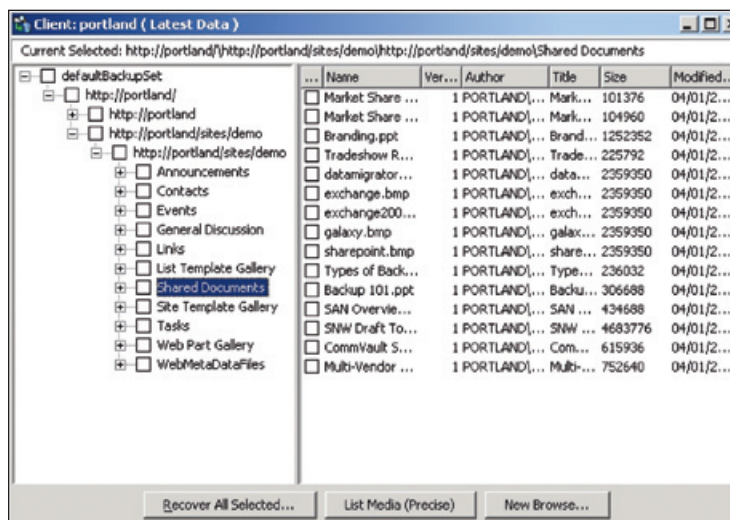 Client: portland ( Latest Data )
Current Selected: http://portland/\http://portland/sites/demo\http://portland/sites/demo\Shared Documents
defaultBackupSet
http://portland/
http://portland
http://portland/sites/demo
http://portland/sites/demo
Announcements
Contacts
Events
General Discussion
Links
List Template Gallery
Shared Documents
Site Template Gallery
Tasks
Web Part Gallery
WebMetaDataFiles
... Name Ver... Author Title Size Modified...
Market Share ... 1 PORTLAND\... Mark... 101376 04/01/2...
Market Share ... 1 PORTLAND\... Mark... 104960 04/01/2...
Branding.ppt 1 PORTLAND\... Brand... 1252352 04/01/2...
Tradeshow R... 1 PORTLAND\... Trade... 225792 04/01/2...
datamigrator... 1 PORTLAND\... data... 2359350 04/01/2...
exchange.bmp 1 PORTLAND\... exch... 2359350 04/01/2...
exchange200... 1 PORTLAND\... exch... 2359350 04/01/2...
galaxy.bmp 1 PORTLAND\... galax... 2359350 04/01/2...
sharepoint.bmp 1 PORTLAND\... share... 2359350 04/01/2...
Types of Back... 1 PORTLAND\... Type... 236032 04/01/2...
Backup 101.ppt 1 PORTLAND\... Backu... 306688 04/01/2...
SAN Overvie... 1 PORTLAND\... SAN ... 434688 04/01/2...
SNW Draft To... 1 PORTLAND\... SNW ... 4683776 04/01/2...
CommVault S... 1 PORTLAND\... Com... 615936 04/01/2...
Multi-Vendor ... 1 PORTLAND\... Multi-... 752640 04/01/2...
Recover All Selected... List Media (Precise) New Browse...